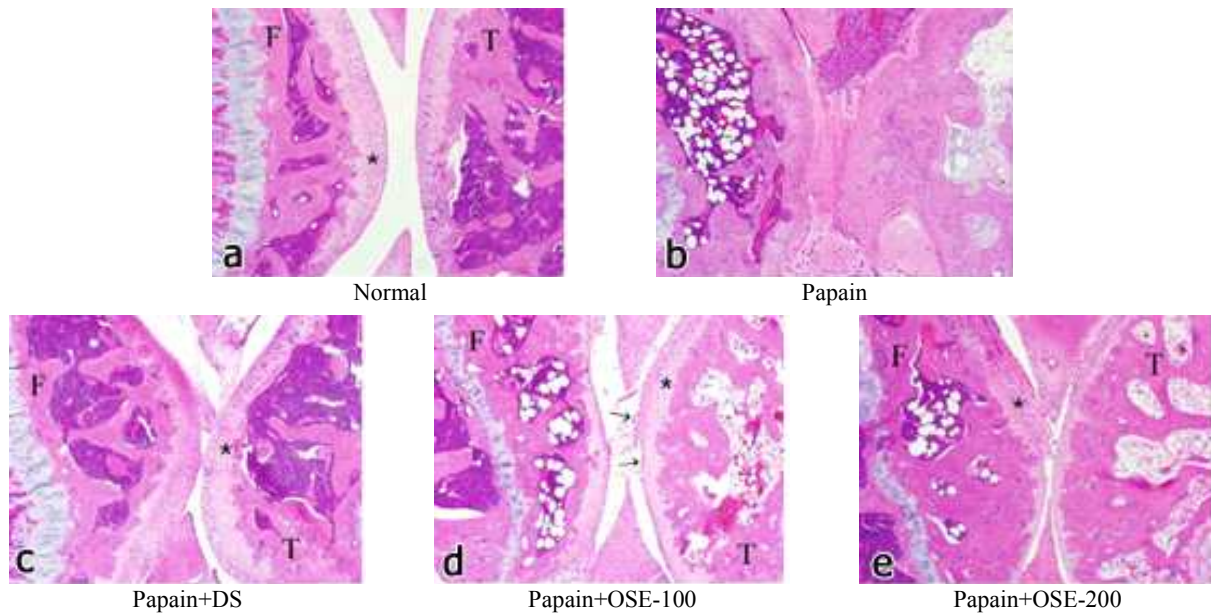 F
T
*
a
b
Normal
Papain
F
*
T
c
F
*
T
d
F
*
T
e
Papain+DS
Papain+OSE-100
Papain+OSE-200